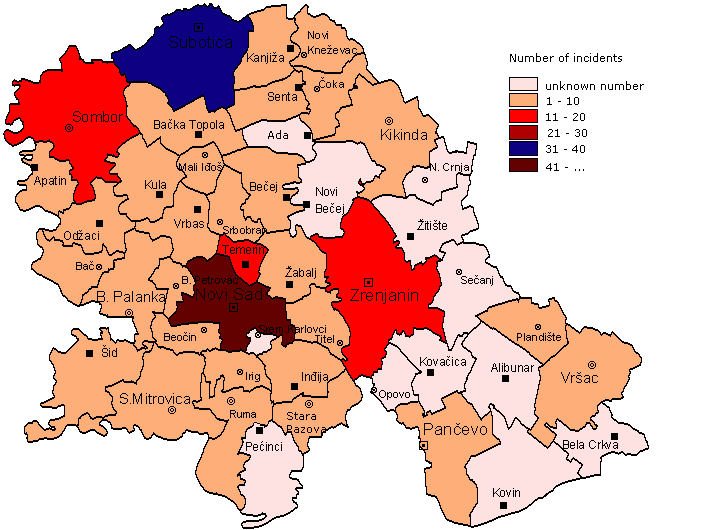 Subotica
Novi
Kneževac
Kanjiža
Number of incidents
unknown number
1 - 10
11 - 20
21 - 30
31 - 40
41 - ...
Čoka
Senta
Sombor
Bačka Topola
Ada
Kikinda
Mali Iđoš
N. Crnja
Apatin
Kula
Bečej
Novi
Bečej
Vrbas
Srbobran
Žitište
Odžaci
Temerin
Bač
Žabalj
Sečanj
B. Petrovac
B. Palanka
Novi Sad
Zrenjanin
Srem. Karlovci
Beočin
Titel
Plandište
Šid
Kovačica
Alibunar
Vršac
Irig
Inđija
S.Mitrovica
Opovo
Ruma
Stara
Pazova
Pančevo
Pećinci
Bela Crkva
Kovin